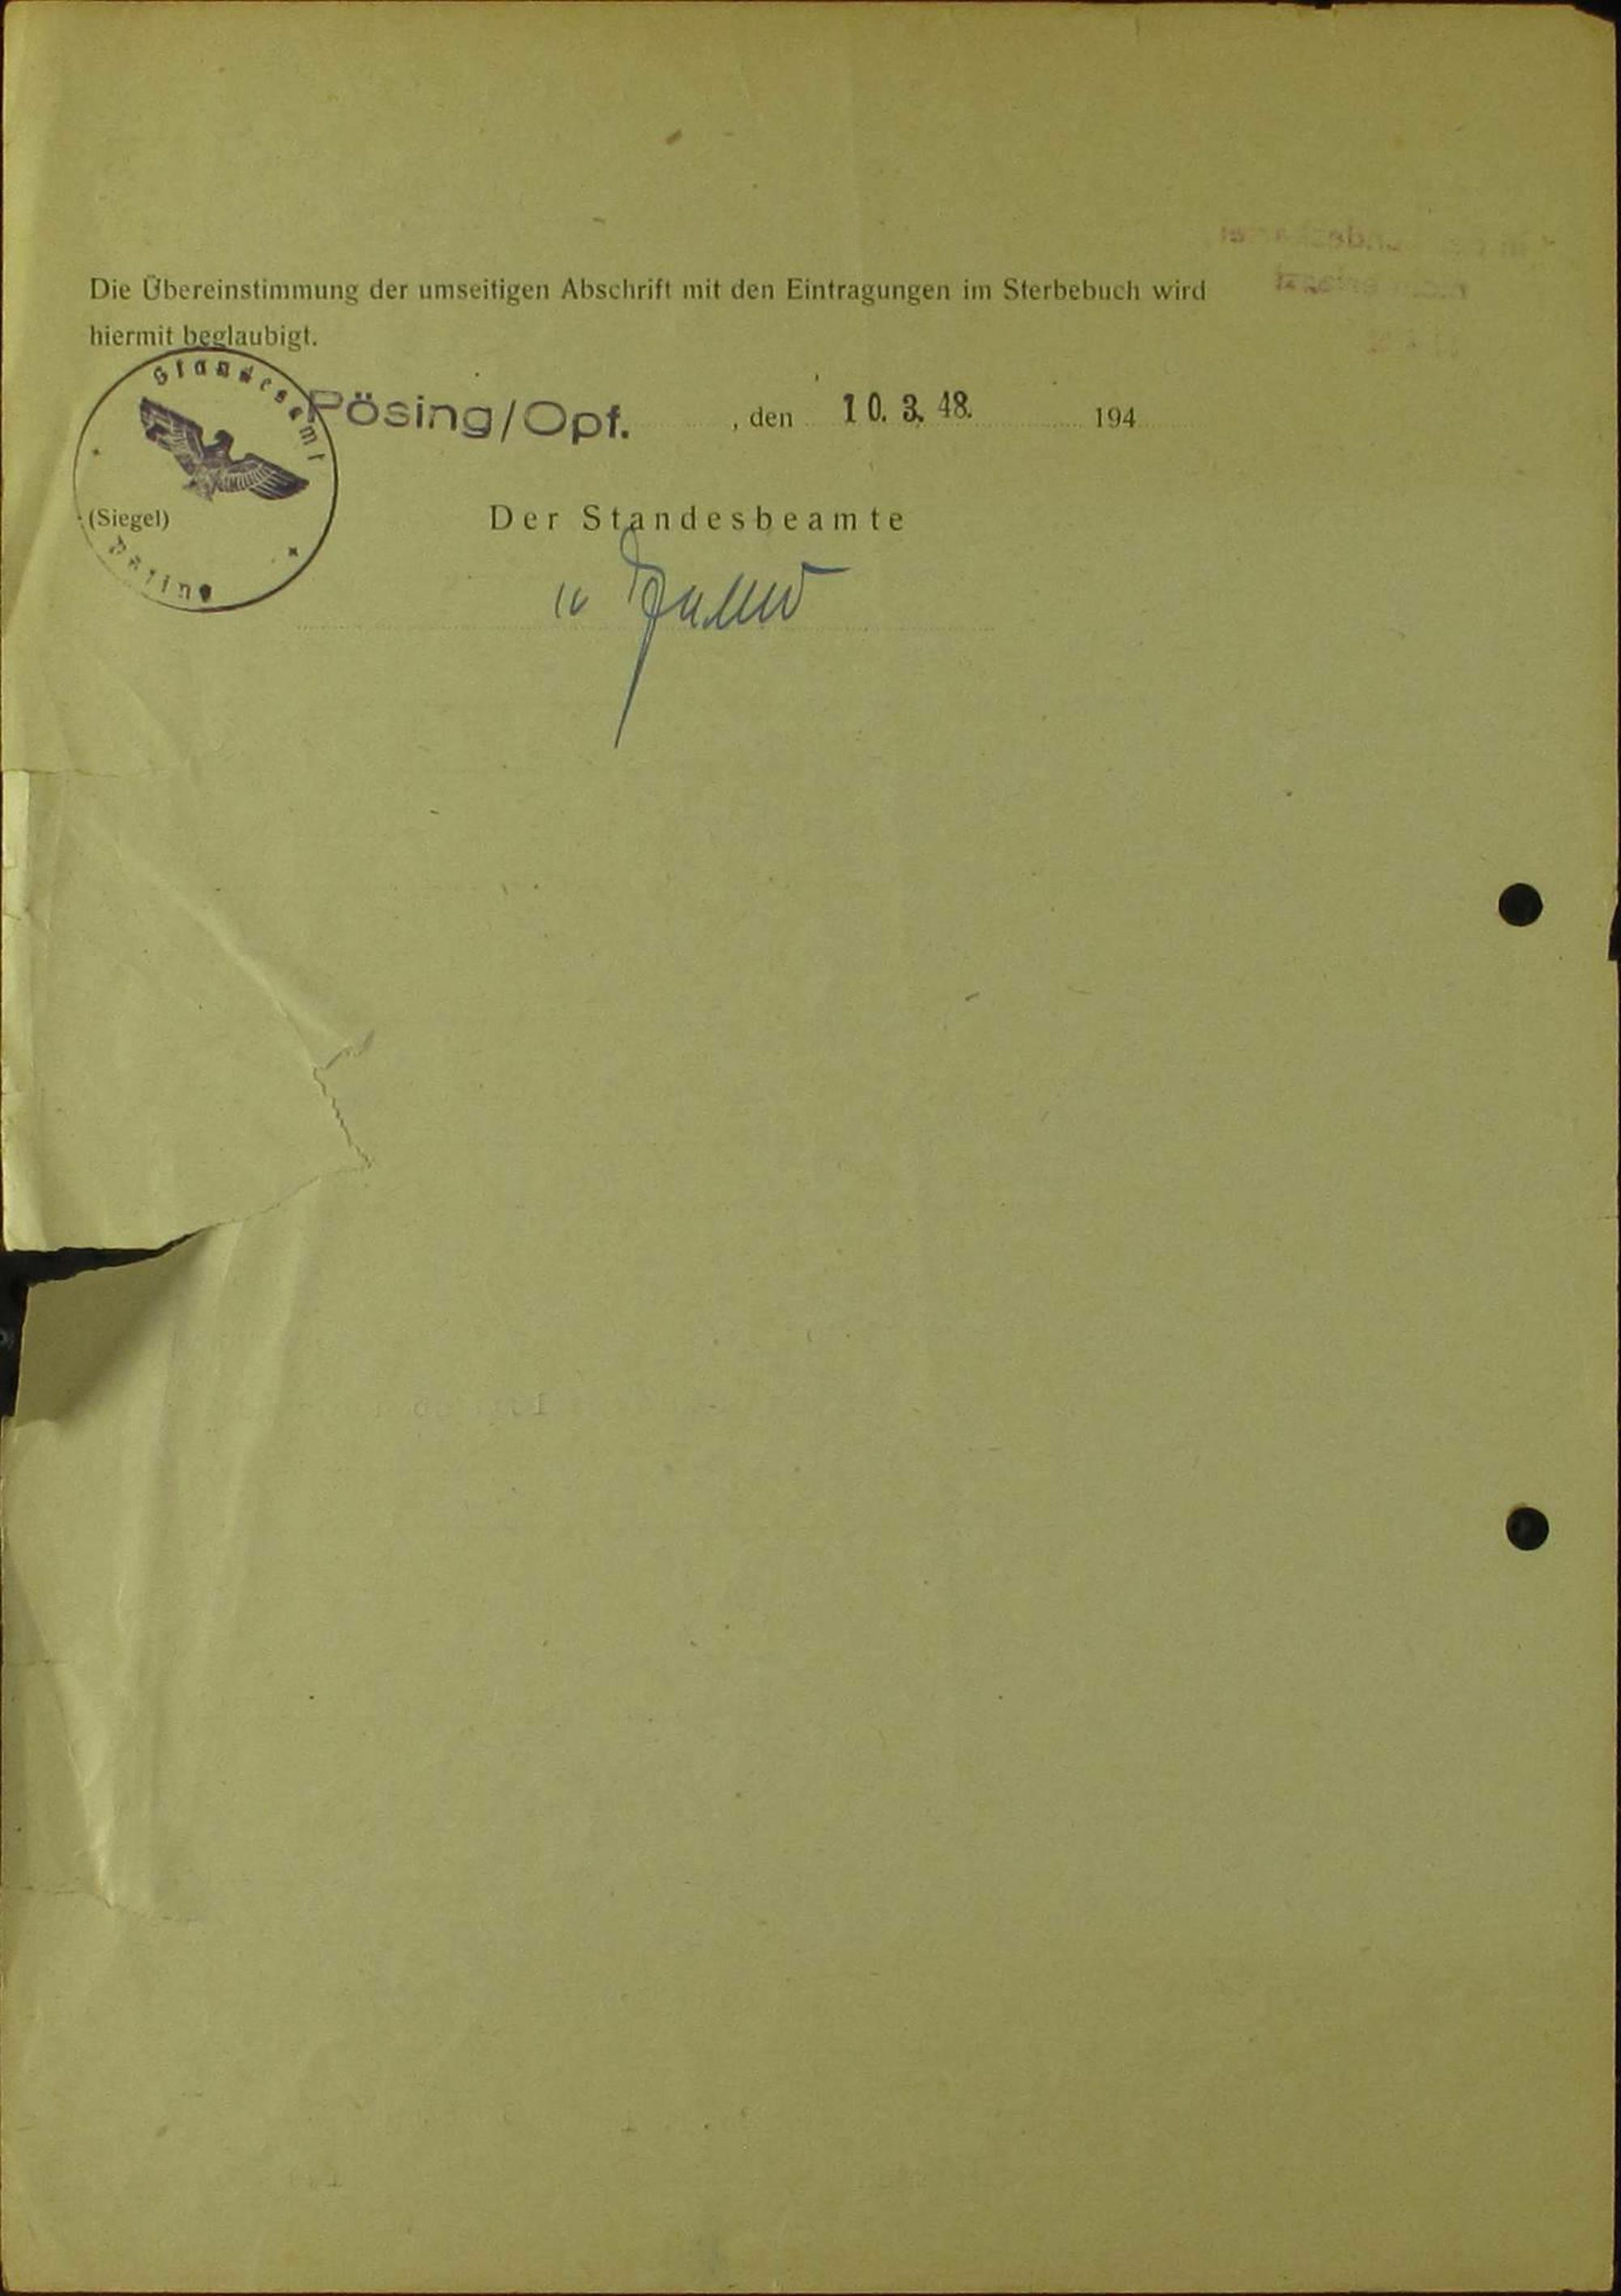 Die Übereinstimmung der umseitigen Abschrift mit den Eintragungen im Sterbebuch wird
hiermit beglaubigt.
Standesamt
Pösing/Opf. , den 10. 3. 48. 194
(Siegel)
Der Standesbeamte